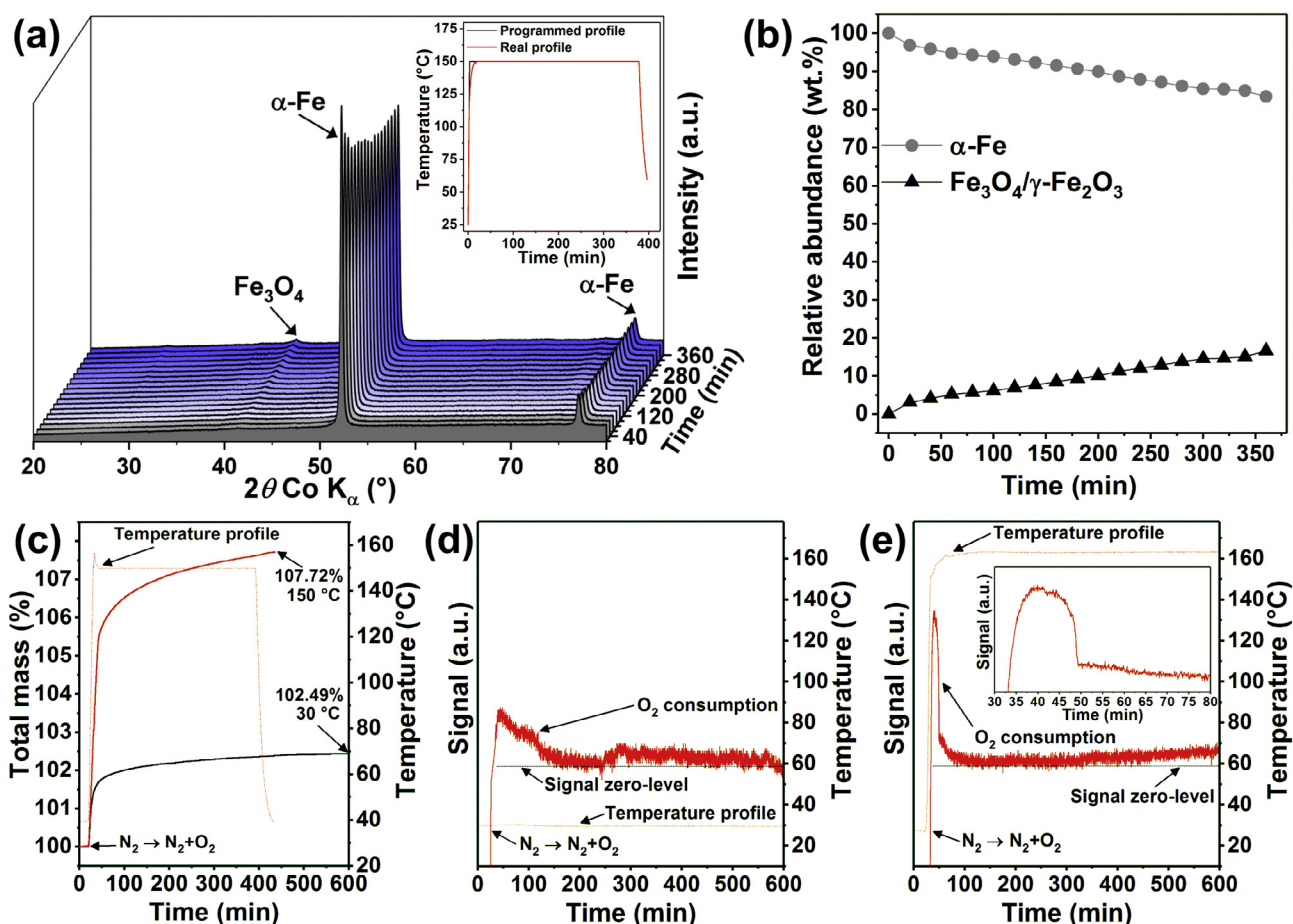 (a)
Programmed profile
Real profile
Temperature (°C)
175
150
125
100
75
50
25
0 100 200 300 400
Time (min)
α-Fe
Fe₃O₄
α-Fe
Intensity (a.u.)
360
280
200
120
40
Time (min)
20 30 40 50 60 70 80
2θ Co Kα (°)
(b)
Relative abundance (wt.%)
100
90
80
70
60
50
40
30
20
10
0
α-Fe
Fe₃O₄/γ-Fe₂O₃
0 50 100 150 200 250 300 350
Time (min)
(c)
Temperature profile
107.72%
150 °C
102.49%
30 °C
N₂ → N₂+O₂
Total mass (%)
107
106
105
104
103
102
101
100
160
140
120
100
80
60
40
20
Temperature (°C)
0 100 200 300 400 500 600
Time (min)
(d)
Signal (a.u.)
O₂ consumption
Signal zero-level
Temperature profile
N₂ → N₂+O₂
160
140
120
100
80
60
40
20
Temperature (°C)
0 100 200 300 400 500 600
Time (min)
(e)
Signal (a.u.)
Temperature profile
Signal (a.u.)
30 35 40 45 50 55 60 65 70 75 80
Time (min)
O₂ consumption
Signal zero-level
N₂ → N₂+O₂
160
140
120
100
80
60
40
20
Temperature (°C)
0 100 200 300 400 500 600
Time (min)